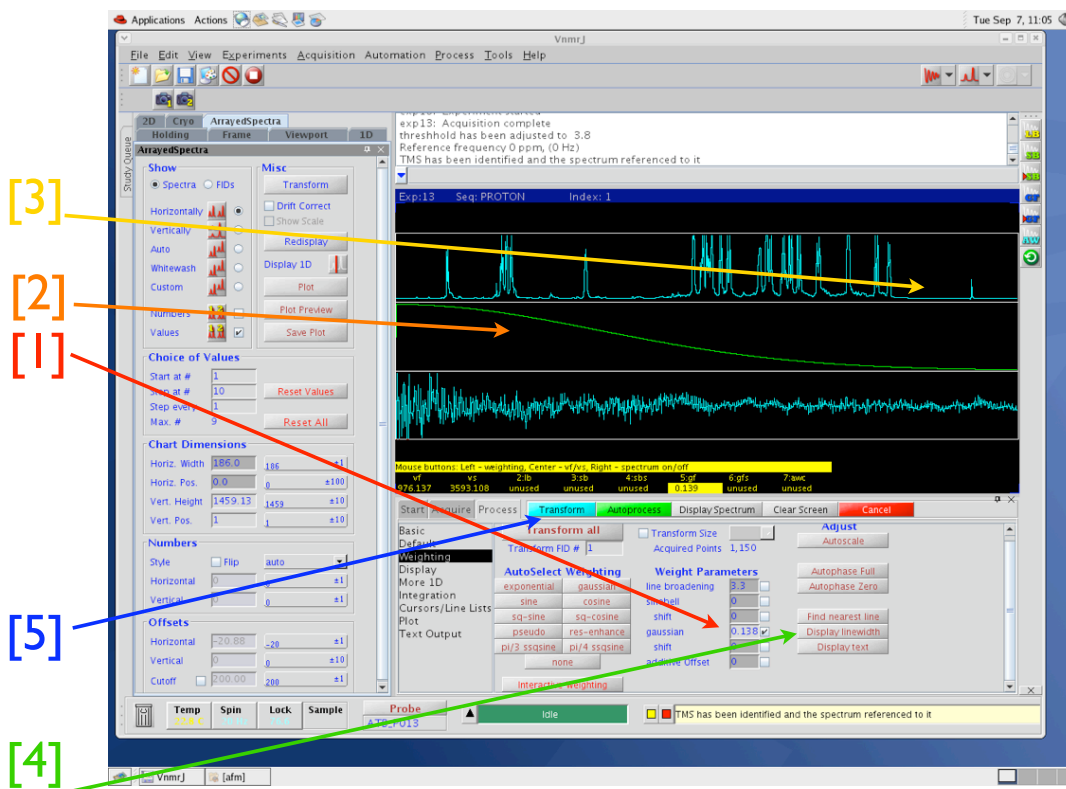 Applications Actions Tue Sep 7, 11:05
VnmrJ
File Edit View Experiments Acquisition Automation Process Tools Help
2D Cryo ArrayedSpectra
Holding Frame Viewport 1D
Study Queue
ArrayedSpectra
exp13: Acquisition complete
threshhold has been adjusted to 3.8
Reference frequency 0 ppm, (0 Hz)
TMS has been identified and the spectrum referenced to it
Show Misc
Spectra FIDs Transform
Horizontally Drift Correct
Vertically Show Scale
Auto Redisplay
Whitewash Display 1D
Custom Plot
Numbers Plot Preview
Values Save Plot
Choice of Values
Start at # 1
Stop at # 10 Reset Values
Step every 1
Max. # 9 Reset All
Chart Dimensions
Horiz. Width 186.0 186 ±1
Horiz. Pos. 0.0 0 ±100
Vert. Height 1459.13 1459 ±10
Vert. Pos. 1 1 ±10
Numbers
Style Flip auto
Horizontal 0 0 ±1
Vertical 0 0 ±1
Offsets
Horizontal -20.88 -20 ±1
Vertical 0 0 ±10
Cutoff 200.00 200 ±1
[3]
[2]
[1]
[5]
[4]
Exp:13 Seq: PROTON Index: 1
Mouse buttons: Left - weighting, Center - vf/vs, Right - spectrum on/off
vf vs 2:lb 3:sb 4:sbs 5:gf 6:gfs 7:awc
976.137 3593.108 unused unused unused 0.139 unused unused
Start Acquire Process Transform Autoprocess Display Spectrum Clear Screen Cancel
Basic
Default
Weighting
Display
More 1D
Integration
Cursors/Line Lists
Plot
Text Output
Transform all Transform Size
Transform FID # 1 Acquired Points 1,150
AutoSelect Weighting
exponential gaussian
sine cosine
sq-sine sq-cosine
pseudo res-enhance
pi/3 ssqsine pi/4 ssqsine
none
Interactive Weighting
Weight Parameters
line broadening 3.3
sinebell 0
shift 0
gaussian 0.138
shift 0
additive Offset 0
Adjust
Autoscale
Autophase Full
Autophase Zero
Find nearest line
Display linewidth
Display text
Temp Spin Lock Sample Probe Idle TMS has been identified and the spectrum referenced to it
VnmrJ [afm]